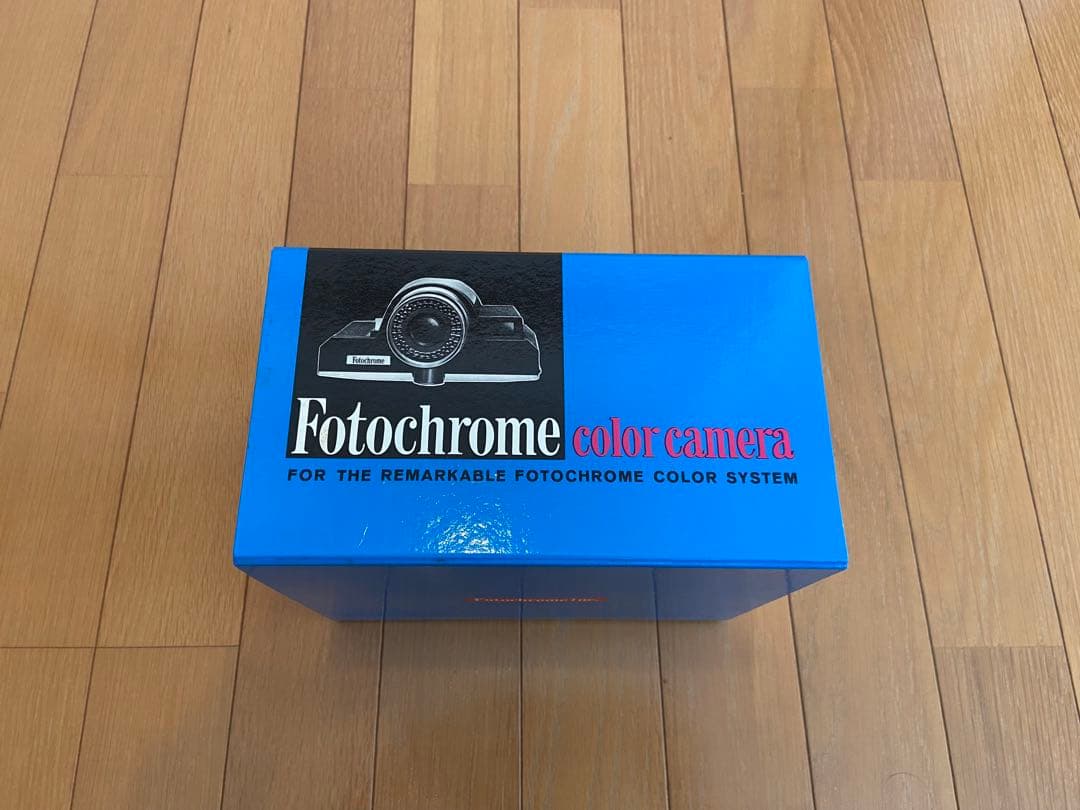 Fotochrome
Fotochrome color camera
FOR THE REMARKABLE FOTOCHROME COLOR SYSTEM